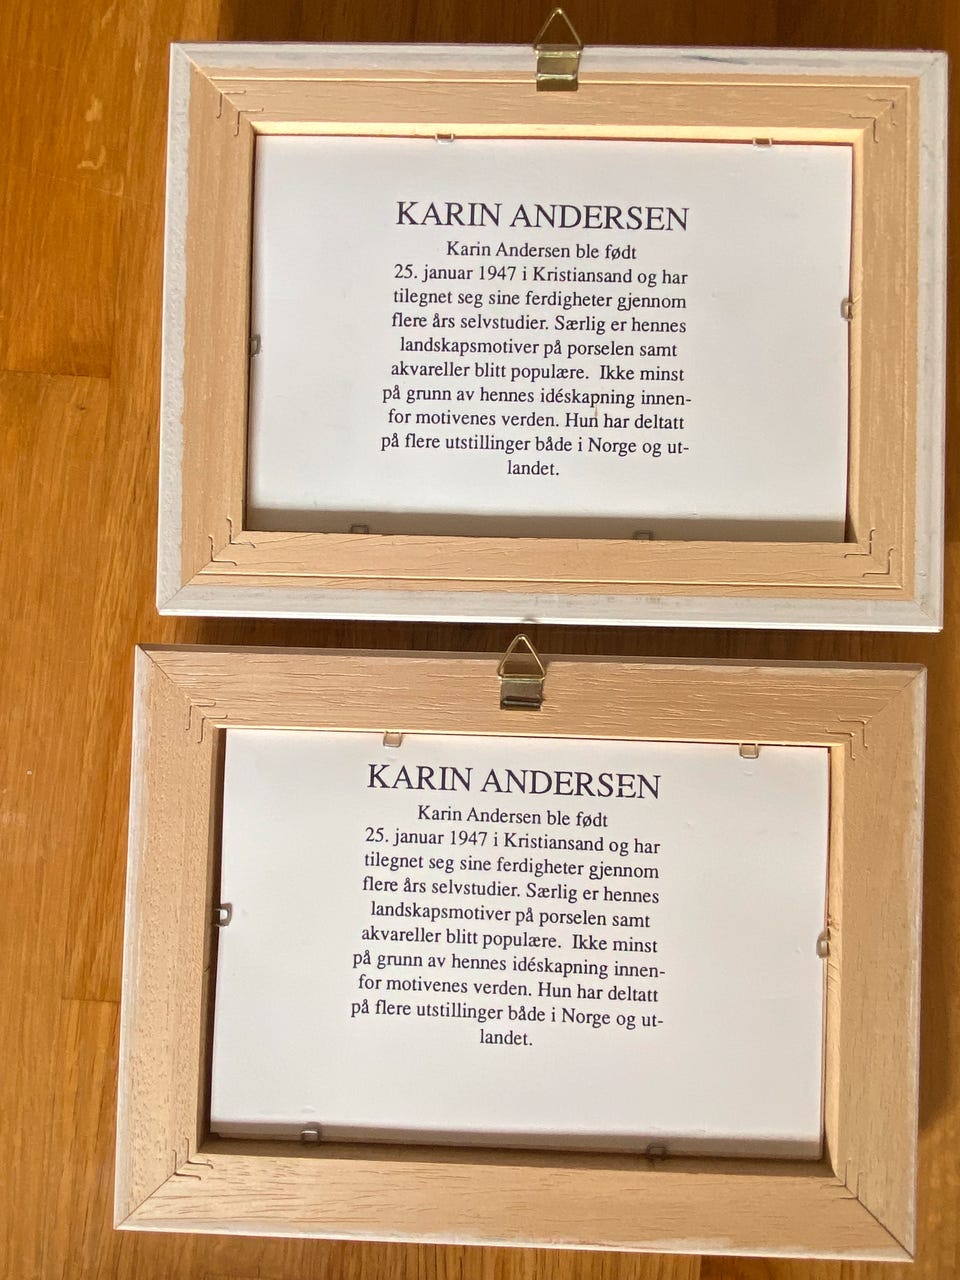 KARIN ANDERSEN
Karin Andersen ble født
25. januar 1947 i Kristiansand og har
tilegnet seg sine ferdigheter gjennom
flere års selvstudier. Særlig er hennes
landskapsmotiver på porselen samt
akvareller blitt populære.  Ikke minst
på grunn av hennes idéskapning innen-
for motivenes verden. Hun har deltatt
på flere utstillinger både i Norge og ut-
landet.
KARIN ANDERSEN
Karin Andersen ble født
25. januar 1947 i Kristiansand og har
tilegnet seg sine ferdigheter gjennom
flere års selvstudier. Særlig er hennes
landskapsmotiver på porselen samt
akvareller blitt populære.  Ikke minst
på grunn av hennes idéskapning innen-
for motivenes verden. Hun har deltatt
på flere utstillinger både i Norge og ut-
landet.